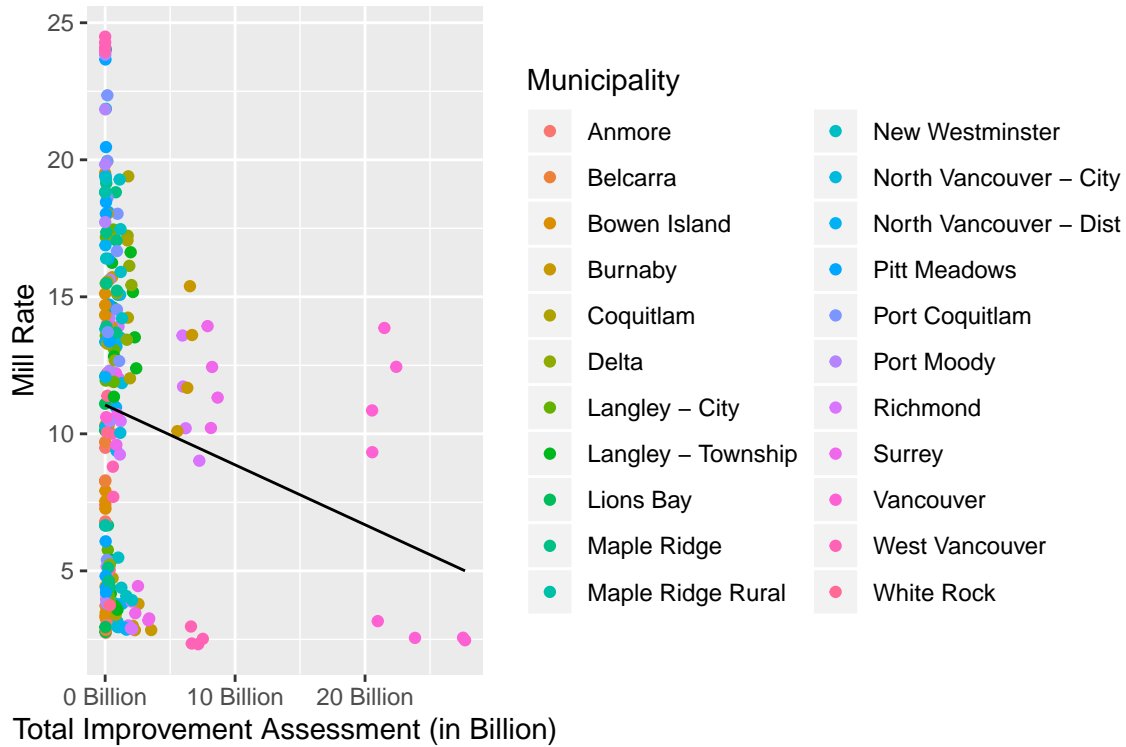 25
20
15
10
5
Mill Rate
0 Billion
10 Billion
20 Billion
Total Improvement Assessment (in Billion)
Municipality
Anmore
Belcarra
Bowen Island
Burnaby
Coquitlam
Delta
Langley − City
Langley − Township
Lions Bay
Maple Ridge
Maple Ridge Rural
New Westminster
North Vancouver − City
North Vancouver − Dist
Pitt Meadows
Port Coquitlam
Port Moody
Richmond
Surrey
Vancouver
West Vancouver
White Rock